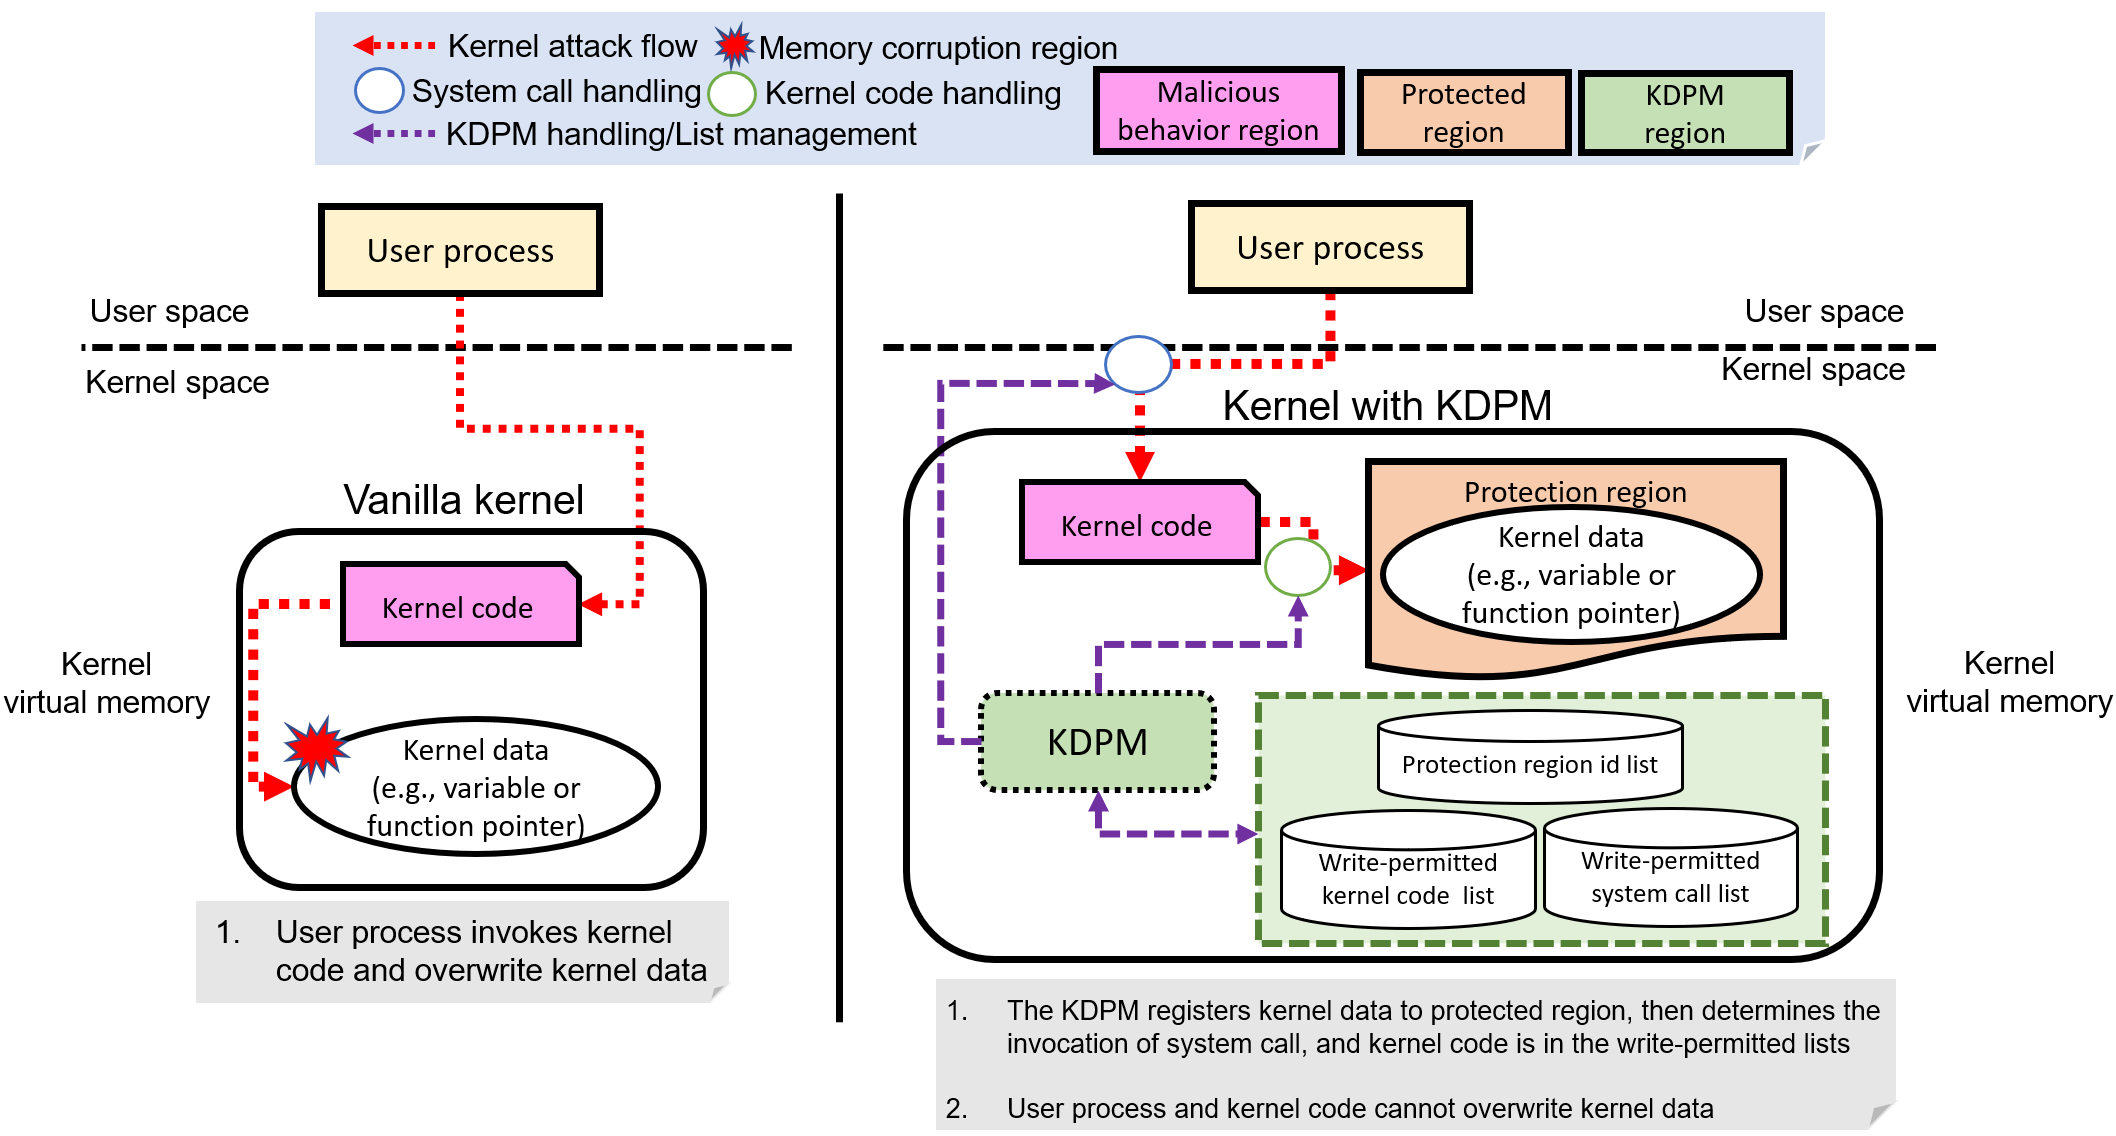 Kernel attack flow
Memory corruption region
System call handling
Kernel code handling
KDPM handling/List management
Malicious
behavior region
Protected
region
KDPM
region
User process
User space
Kernel space
Vanilla kernel
Kernel code
Kernel
virtual memory
Kernel data
(e.g., variable or
function pointer)
1. User process invokes kernel
code and overwrite kernel data
User process
User space
Kernel space
Kernel with KDPM
Kernel code
Protection region
Kernel data
(e.g., variable or
function pointer)
Kernel
virtual memory
KDPM
Protection region id list
Write-permitted
kernel code list
Write-permitted
system call list
1. The KDPM registers kernel data to protected region, then determines the
invocation of system call, and kernel code is in the write-permitted lists
2. User process and kernel code cannot overwrite kernel data